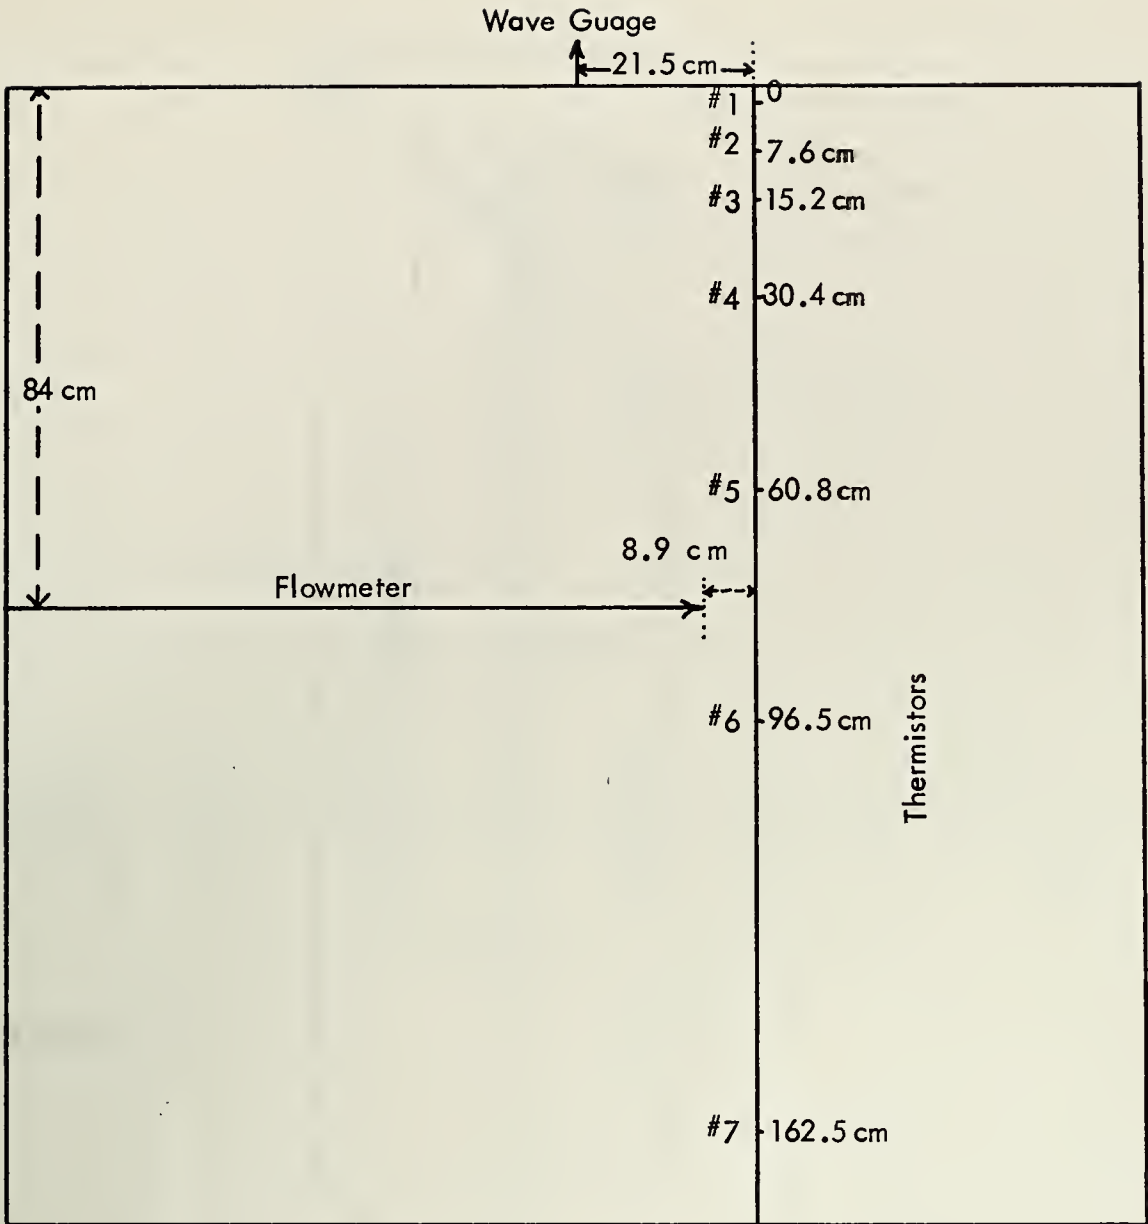 Wave Guage
21.5 cm
#1 0
#2 7.6 cm
#3 15.2 cm
#4 30.4 cm
84 cm
#5 60.8 cm
8.9 cm
Flowmeter
#6 96.5 cm
Thermistors
#7 162.5 cm